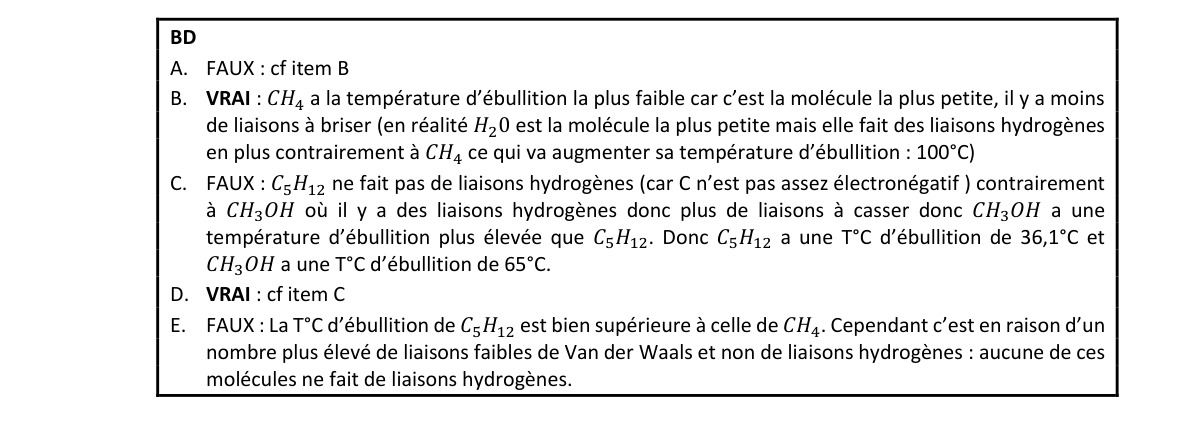 BD
A. FAUX : cf item B
B. VRAI : CH₄ a la température d'ébullition la plus faible car c'est la molécule la plus petite, il y a moins
de liaisons à briser (en réalité H₂0 est la molécule la plus petite mais elle fait des liaisons hydrogènes
en plus contrairement à CH₄ ce qui va augmenter sa température d'ébullition : 100°C)
C. FAUX : C₅H₁₂ ne fait pas de liaisons hydrogènes (car C n'est pas assez électronégatif ) contrairement
à CH₃OH où il y a des liaisons hydrogènes donc plus de liaisons à casser donc CH₃OH a une
température d'ébullition plus élevée que C₅H₁₂. Donc C₅H₁₂ a une T°C d'ébullition de 36,1°C et
CH₃OH a une T°C d'ébullition de 65°C.
D. VRAI : cf item C
E. FAUX : La T°C d'ébullition de C₅H₁₂ est bien supérieure à celle de CH₄. Cependant c'est en raison d'un
nombre plus élevé de liaisons faibles de Van der Waals et non de liaisons hydrogènes : aucune de ces
molécules ne fait de liaisons hydrogènes.